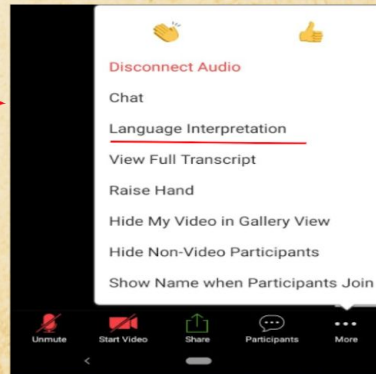 Disconnect Audio
Chat
Language Interpretation
View Full Transcript
Raise Hand
Hide My Video in Gallery View
Hide Non-Video Participants
Show Name when Participants Join
Unmute Start Video Share Participants More